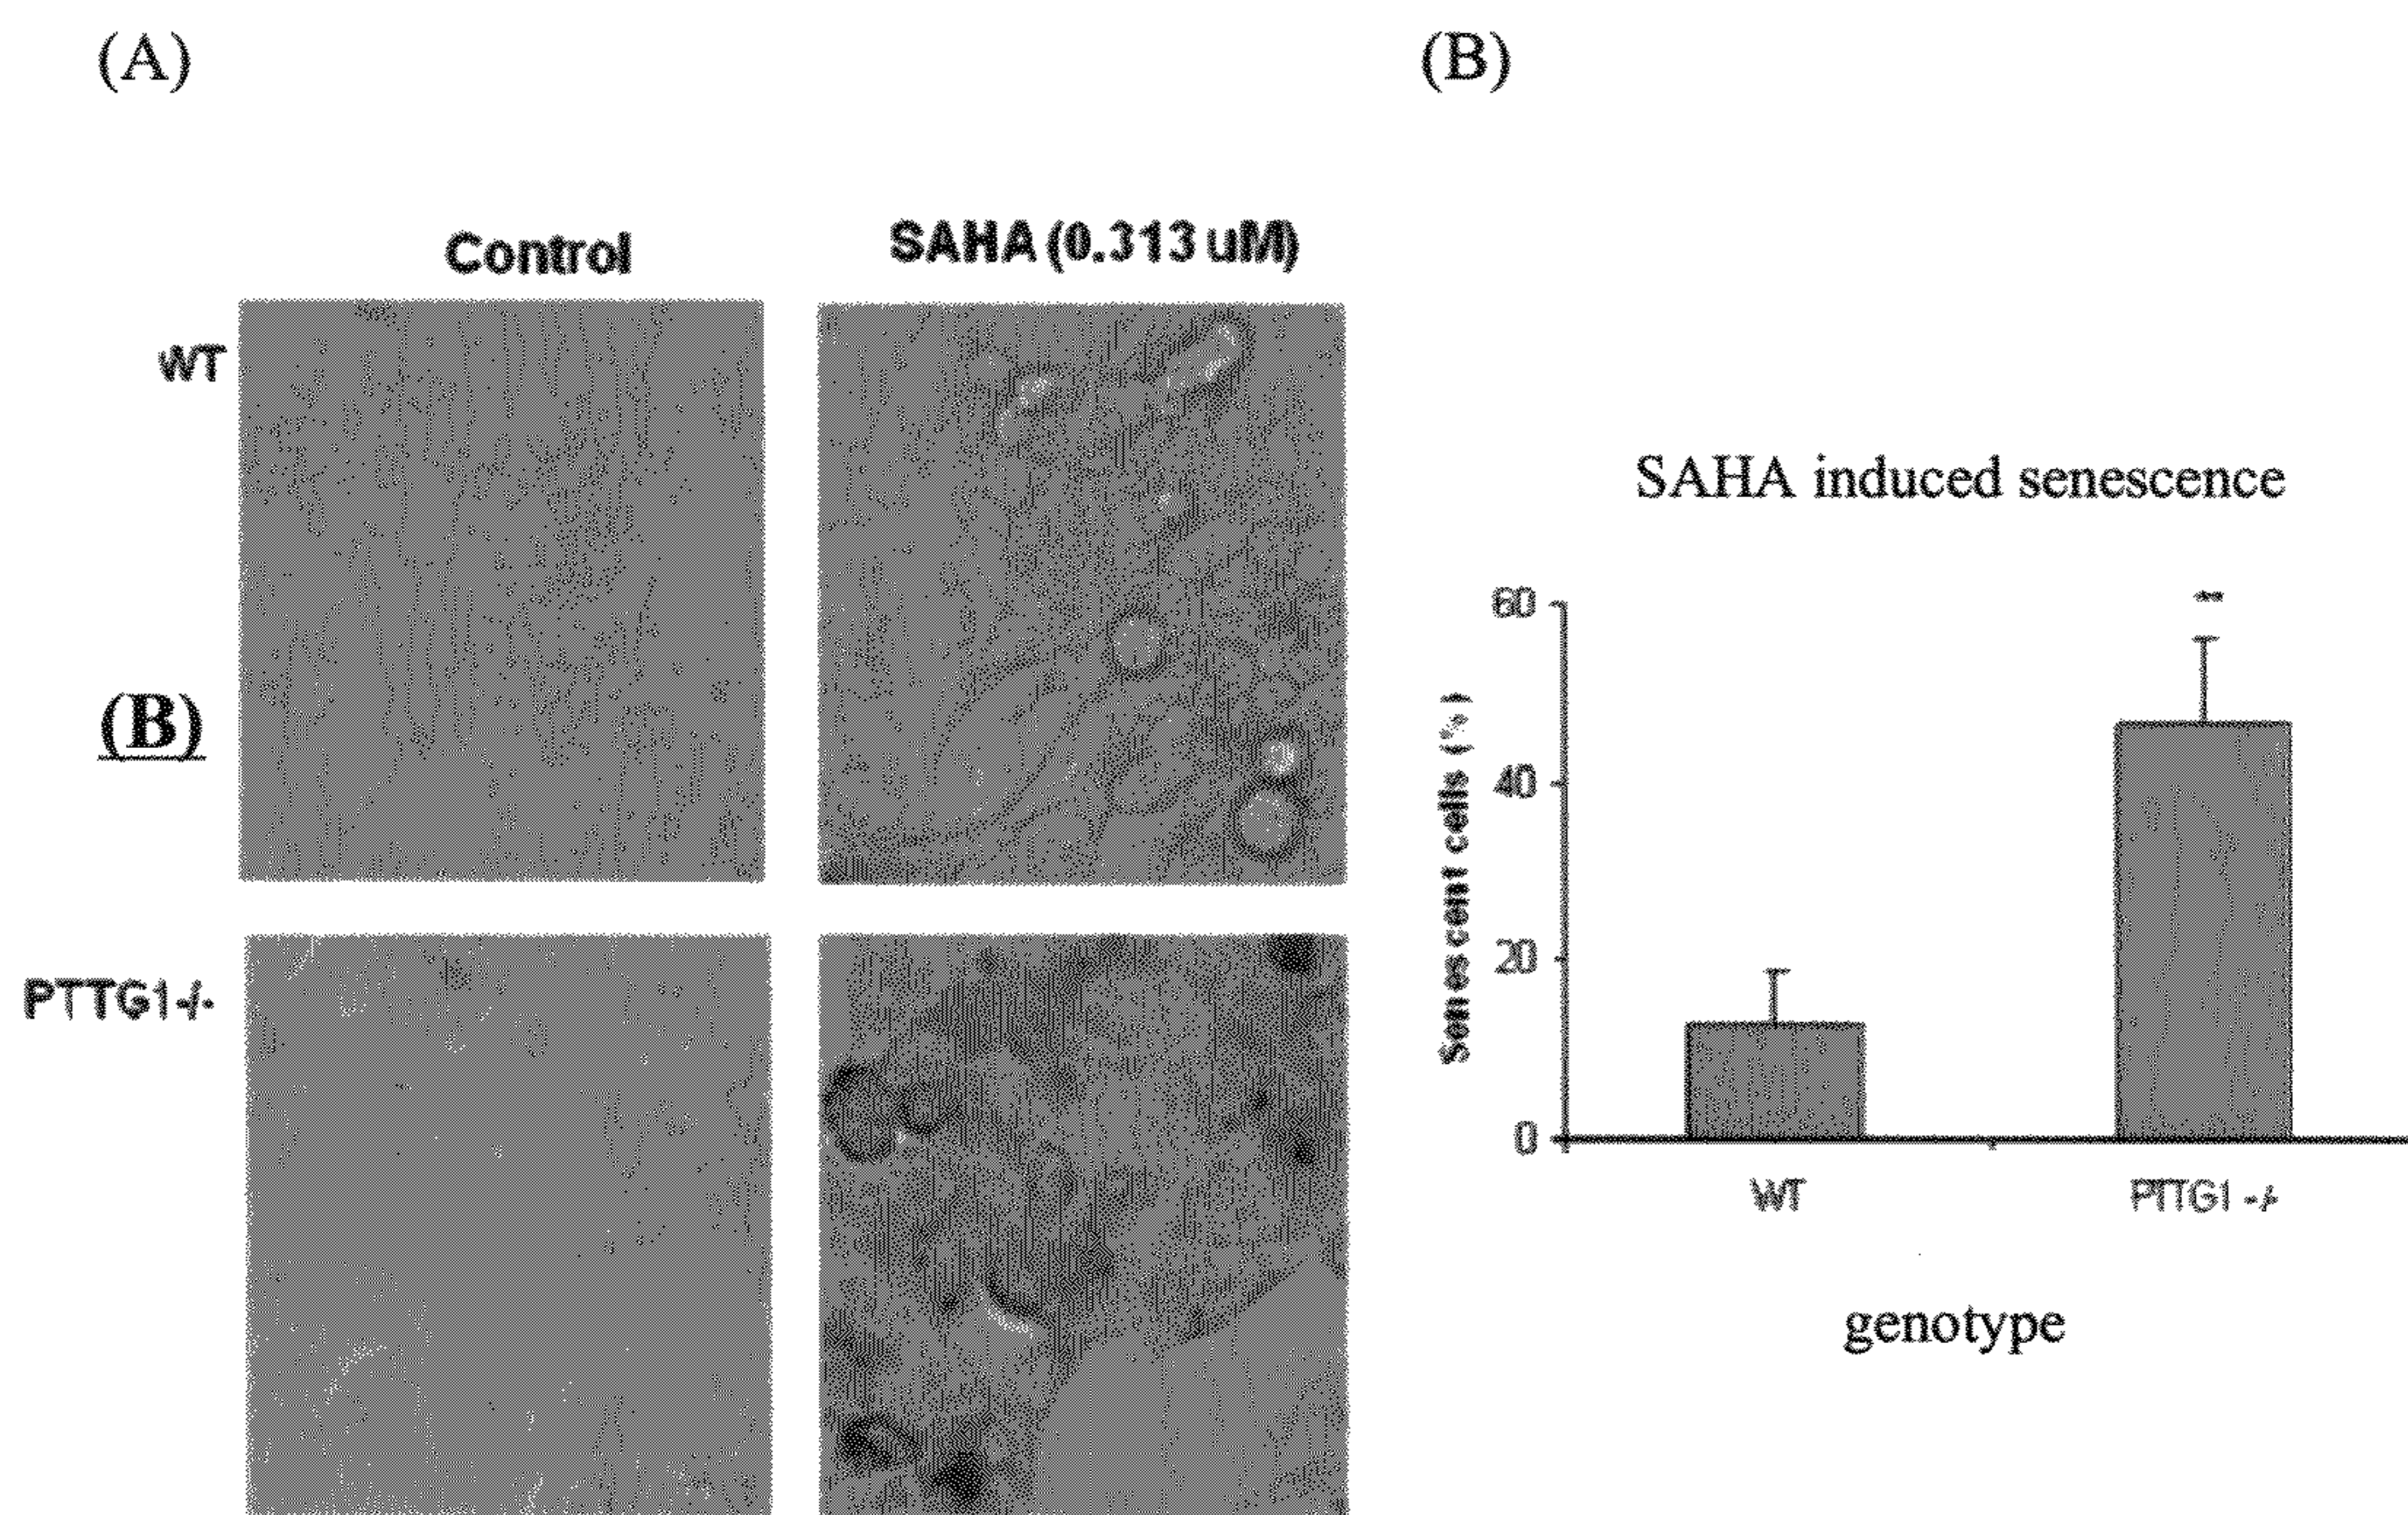 (A)
(B)
Control
SAHA (0.313 uM)
WT
(B)
PTTG1-/-
SAHA induced senescence
Senescent cells (%)
60
40
20
0
WT
PTTG1 -/-
genotype